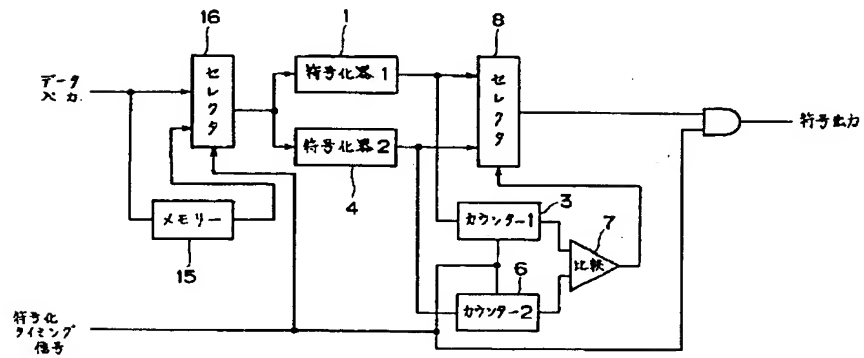 16
1
8
データ
入力
セレクタ
符号化器1
セレクタ
符号出力
符号化器2
4
メモリー
15
カウンター1
3
7
比較
6
カウンター2
符号化
タイミング
信号